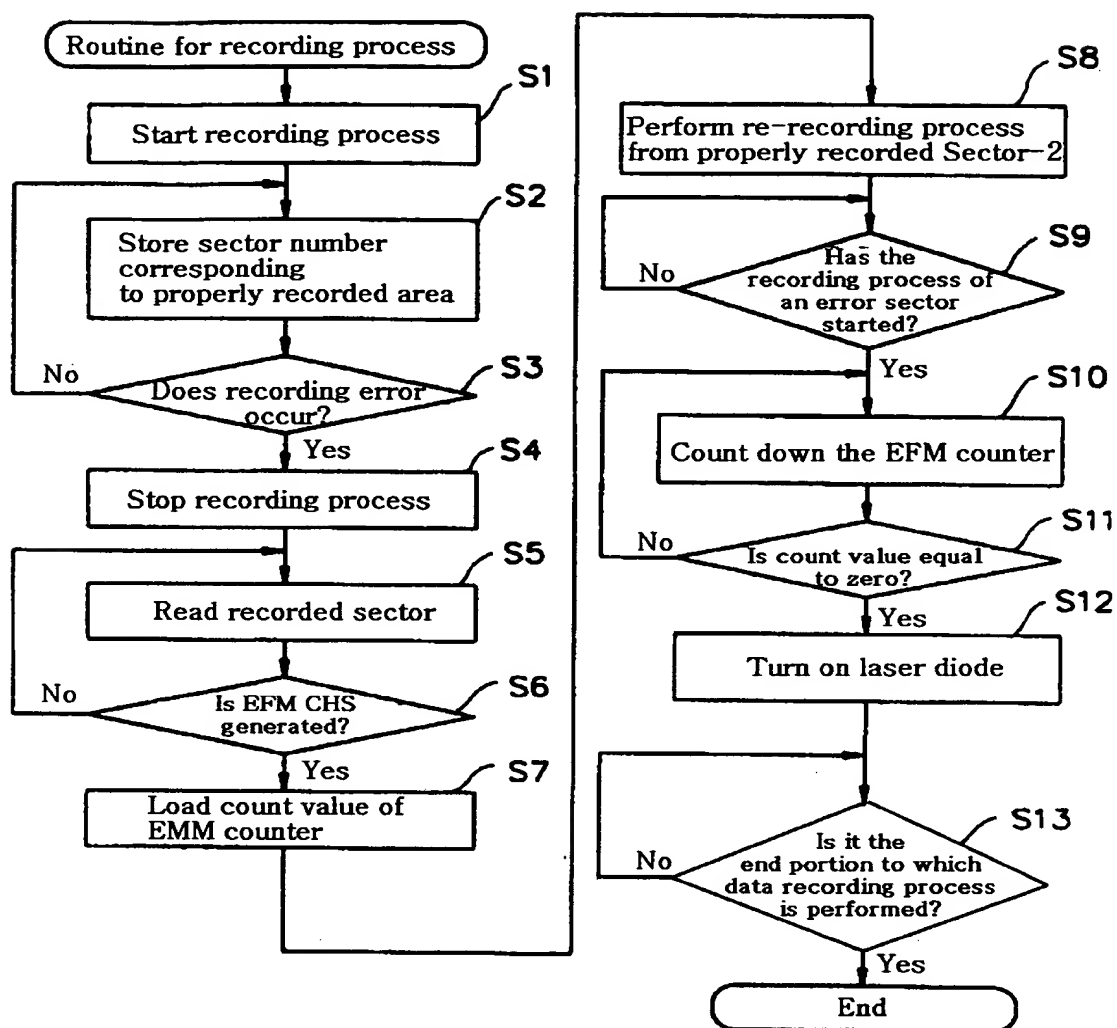 Routine for recording process
S1
Start recording process
S2
Store sector number
corresponding
to properly recorded area
S3
No
Does recording error
occur?
Yes
S4
Stop recording process
S5
Read recorded sector
S6
No
Is EFM CHS
generated?
Yes
S7
Load count value of
EMM counter
S8
Perform re-recording process
from properly recorded Sector-2
S9
No
Has the
recording process of
an error sector
started?
Yes
S10
Count down the EFM counter
S11
No
Is count value equal
to zero?
Yes
S12
Turn on laser diode
S13
No
Is it the
end portion to which
data recording process
is performed?
Yes
End